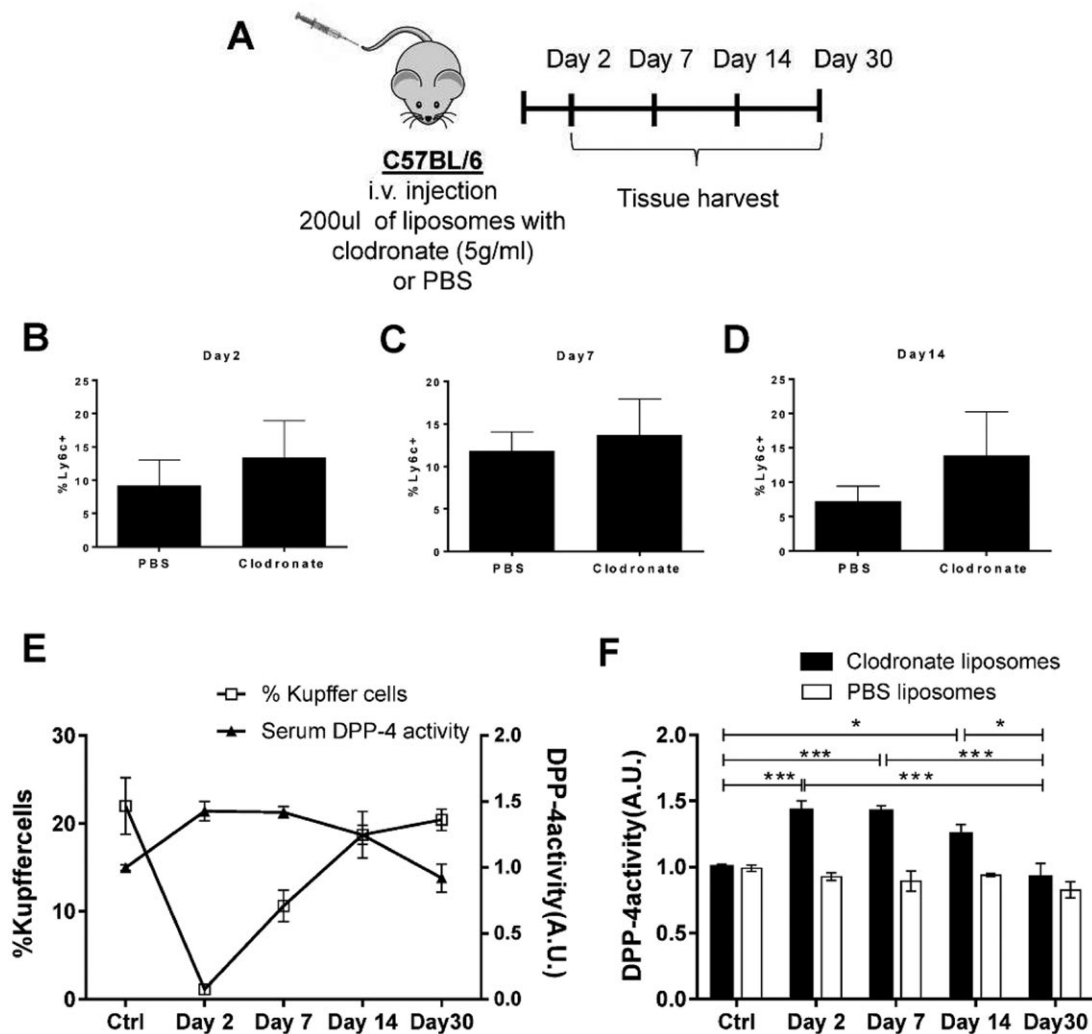 A
Day 2 Day 7 Day 14 Day 30
C57BL/6
i.v. injection
200ul of liposomes with
clodronate (5g/ml)
or PBS
Tissue harvest
B
Day2
%Ly6c+
25
20
15
10
5
0
PBS Clodronate
C
Day7
%Ly6c+
20
15
10
5
0
PBS Clodronate
D
Day14
%Ly6c+
25
20
15
10
5
0
PBS Clodronate
E
% Kupffer cells
Serum DPP-4 activity
%Kupffercells
30
20
10
0
DPP-4activity(A.U.)
2.0
1.5
1.0
0.5
0.0
Ctrl Day 2 Day 7 Day 14 Day30
F
Clodronate liposomes
PBS liposomes
DPP-4activity(A.U.)
2.0
1.5
1.0
0.5
0.0
* *
*** ***
*** ***
Ctrl Day 2 Day 7 Day 14 Day30